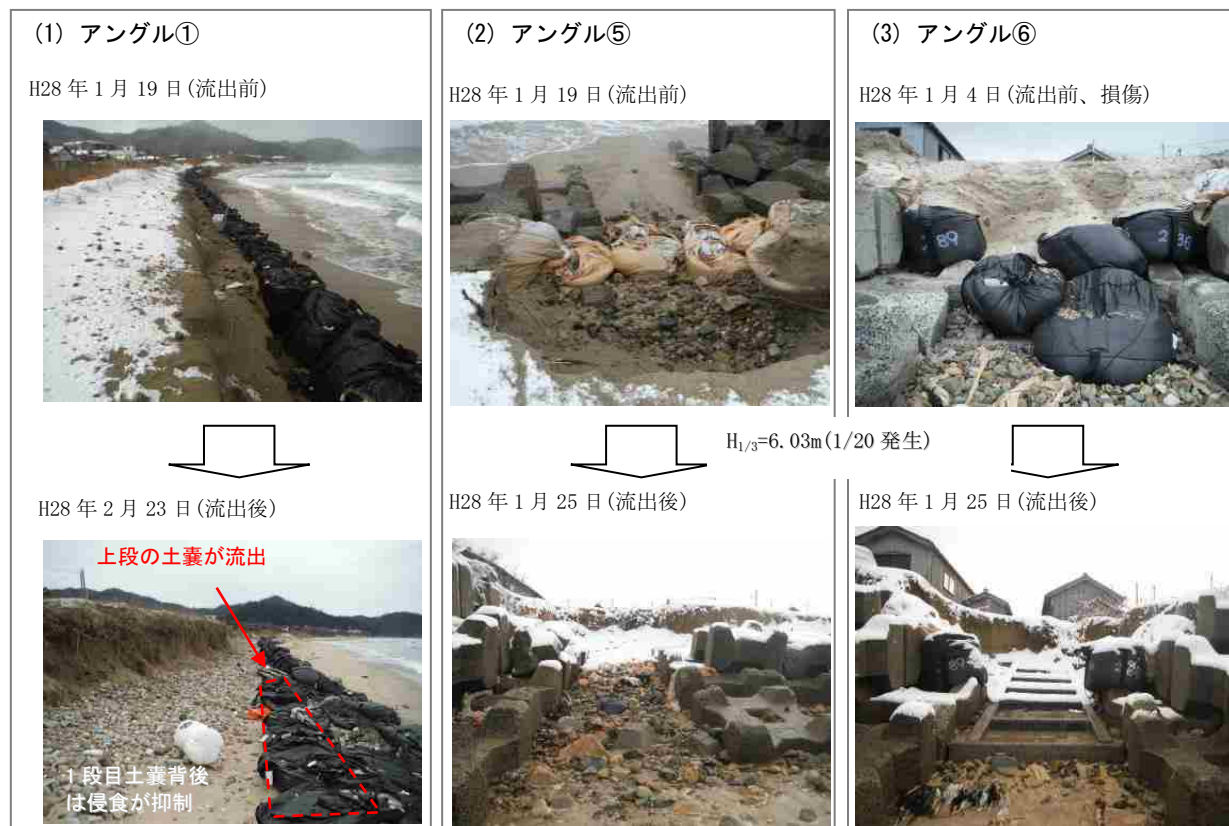 (1) アングル①
H28 年 1 月 19 日(流出前)
H28 年 2 月 23 日(流出後)
上段の土嚢が流出
1 段目土嚢背後
は侵食が抑制
(2) アングル⑤
H28 年 1 月 19 日(流出前)
H1/3=6.03m(1/20 発生)
H28 年 1 月 25 日(流出後)
(3) アングル⑥
H28 年 1 月 4 日(流出前、損傷)
89
2 36
H28 年 1 月 25 日(流出後)
89